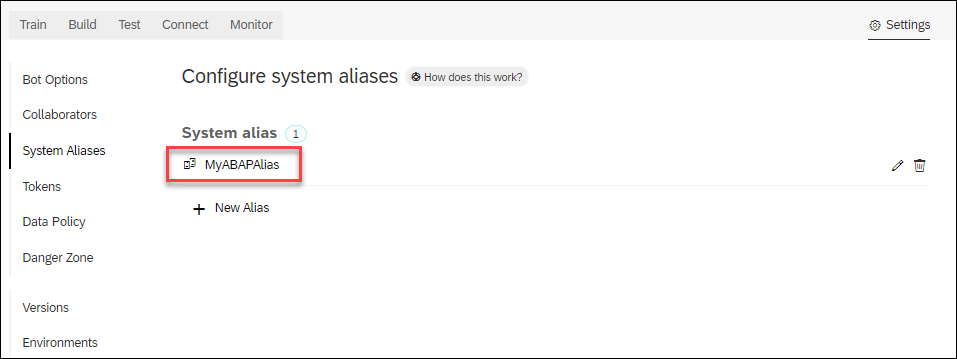 Train Build Test Connect Monitor Settings
Bot Options
Collaborators
System Aliases
Tokens
Data Policy
Danger Zone
Versions
Environments
Configure system aliases How does this work?
System alias 1
MyABAPAlias
+ New Alias